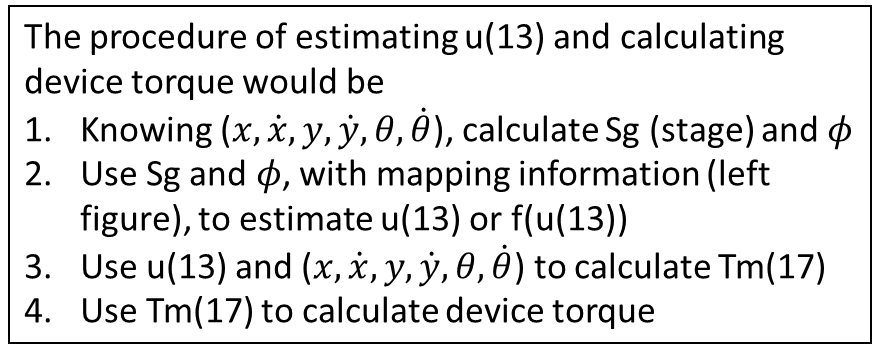 The procedure of estimating u(13) and calculating
device torque would be
1. Knowing (𝑥, 𝑥̇, 𝑦, 𝑦̇, 𝜃, 𝜃̇), calculate Sg (stage) and 𝜙
2. Use Sg and 𝜙, with mapping information (left
figure), to estimate u(13) or f(u(13))
3. Use u(13) and (𝑥, 𝑥̇, 𝑦, 𝑦̇, 𝜃, 𝜃̇) to calculate Tm(17)
4. Use Tm(17) to calculate device torque